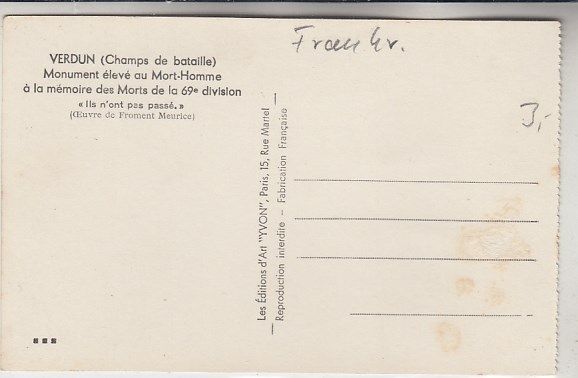 VERDUN (Champs de bataille)
Monument élevé au Mort-Homme
à la mémoire des Morts de la 69e division
« Ils n'ont pas passé. »
(Œuvre de Froment Meurice)
Les Editions d'Art "YVON", Paris, 15, Rue Martel
Reproduction interdite – Fabrication Française
Frankr.
3,-